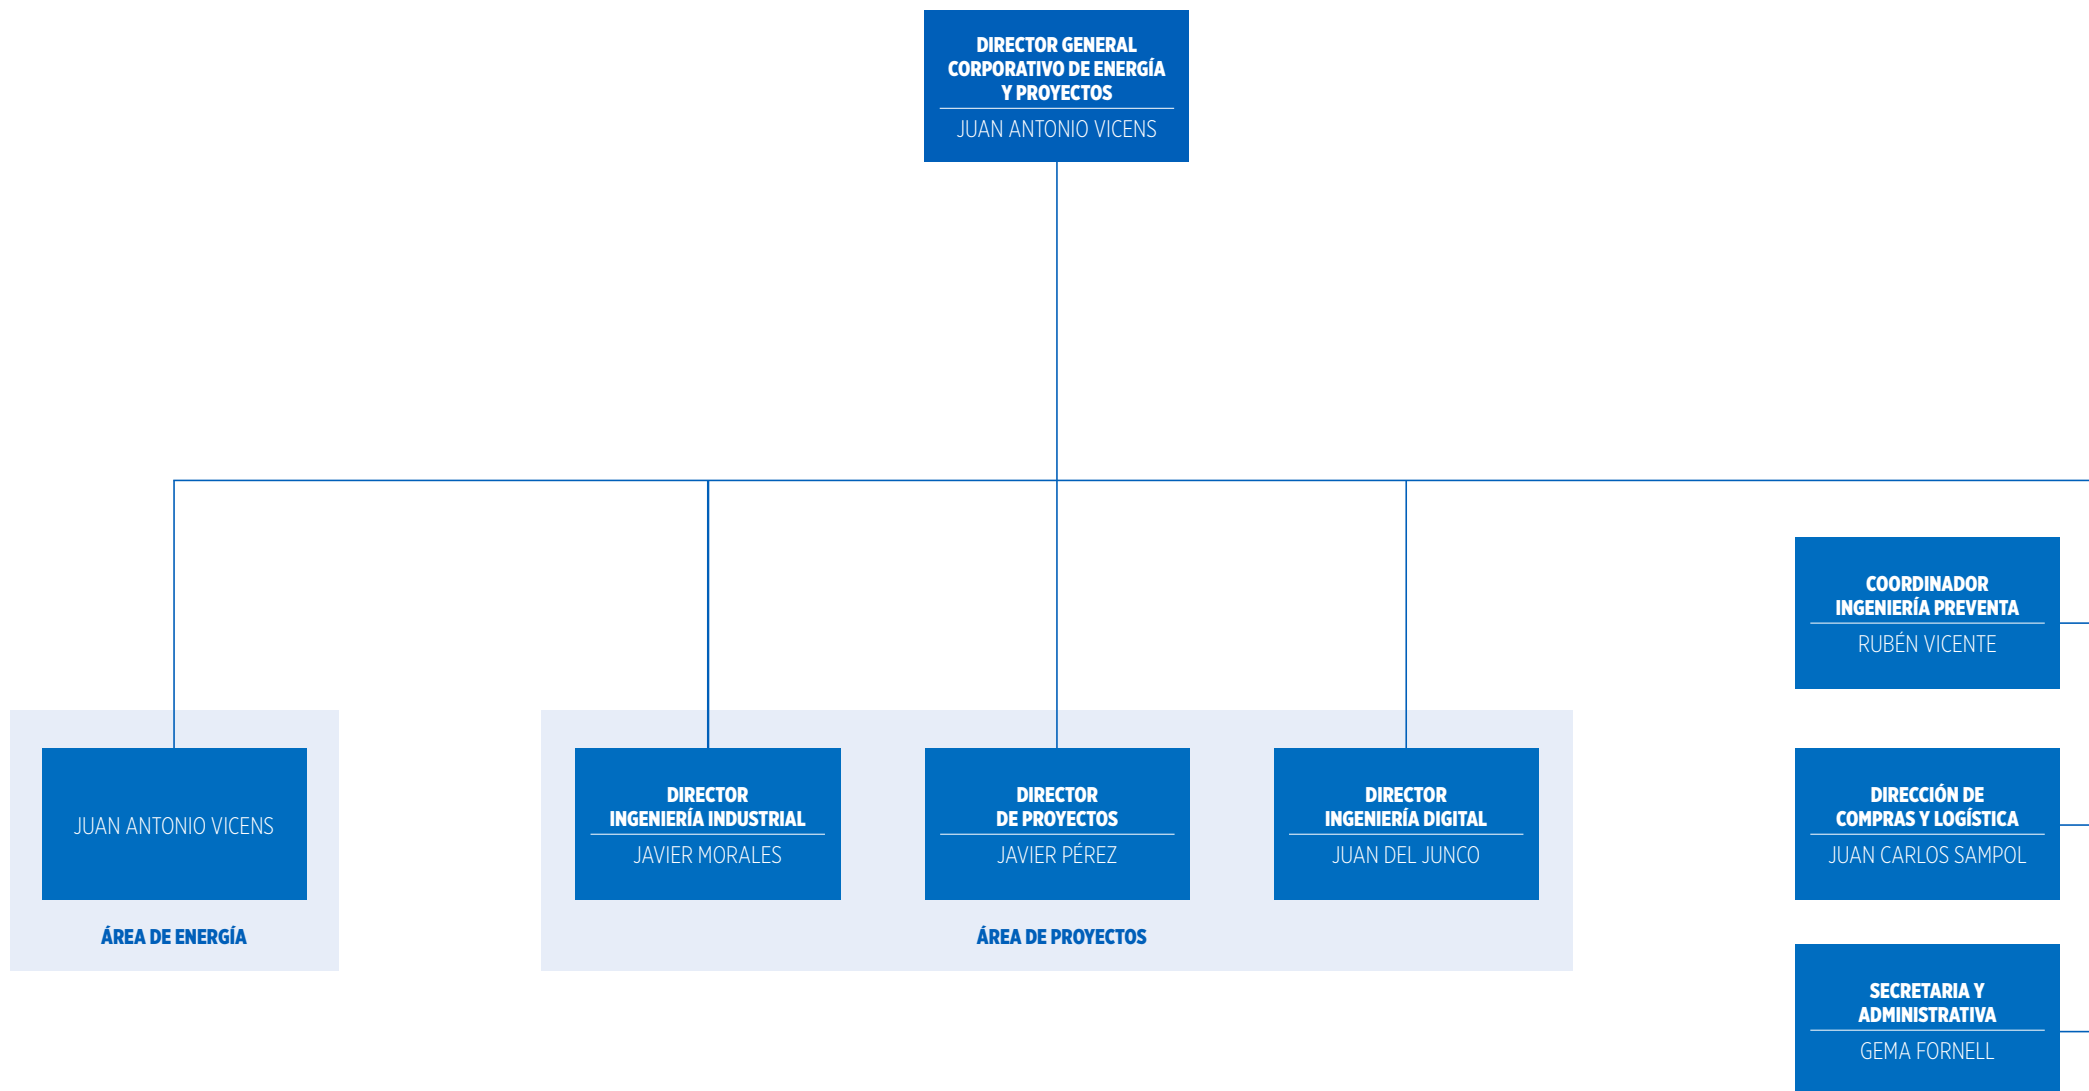 DIRECTOR GENERAL
CORPORATIVO DE ENERGÍA
Y PROYECTOS
JUAN ANTONIO VICENS
COORDINADOR
INGENIERÍA PREVENTA
RUBÉN VICENTE
JUAN ANTONIO VICENS
ÁREA DE ENERGÍA
DIRECTOR
INGENIERÍA INDUSTRIAL
JAVIER MORALES
DIRECTOR
DE PROYECTOS
JAVIER PÉREZ
DIRECTOR
INGENIERÍA DIGITAL
JUAN DEL JUNCO
ÁREA DE PROYECTOS
DIRECCIÓN DE
COMPRAS Y LOGÍSTICA
JUAN CARLOS SAMPOL
SECRETARIA Y
ADMINISTRATIVA
GEMA FORNELL